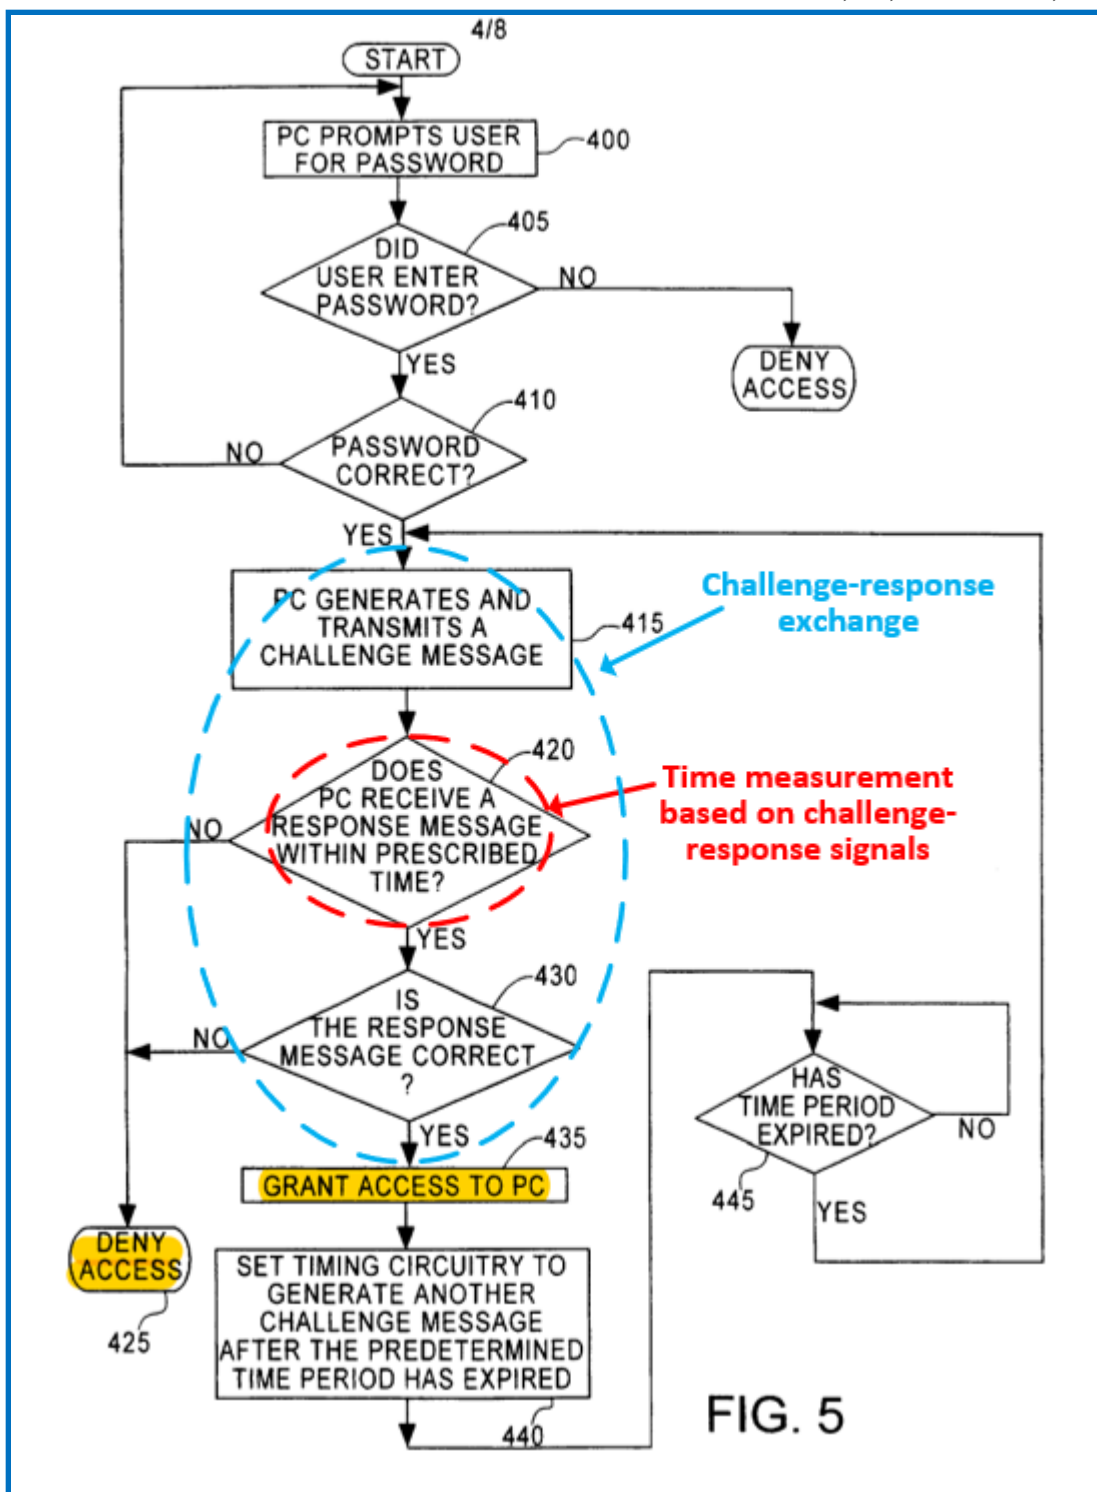 4/8
START
PC PROMPTS USER
FOR PASSWORD
400
405
DID
USER ENTER
PASSWORD?
NO
DENY
ACCESS
YES
410
PASSWORD
CORRECT?
NO
YES
PC GENERATES AND
TRANSMITS A
CHALLENGE MESSAGE
415
Challenge-response
exchange
420
DOES
PC RECEIVE A
RESPONSE MESSAGE
WITHIN PRESCRIBED
TIME?
NO
Time measurement
based on challenge-
response signals
YES
430
IS
THE RESPONSE
MESSAGE CORRECT
?
NO
YES
435
GRANT ACCESS TO PC
HAS
TIME PERIOD
EXPIRED?
NO
445
YES
DENY
ACCESS
425
SET TIMING CIRCUITRY TO
GENERATE ANOTHER
CHALLENGE MESSAGE
AFTER THE PREDETERMINED
TIME PERIOD HAS EXPIRED
440
FIG. 5